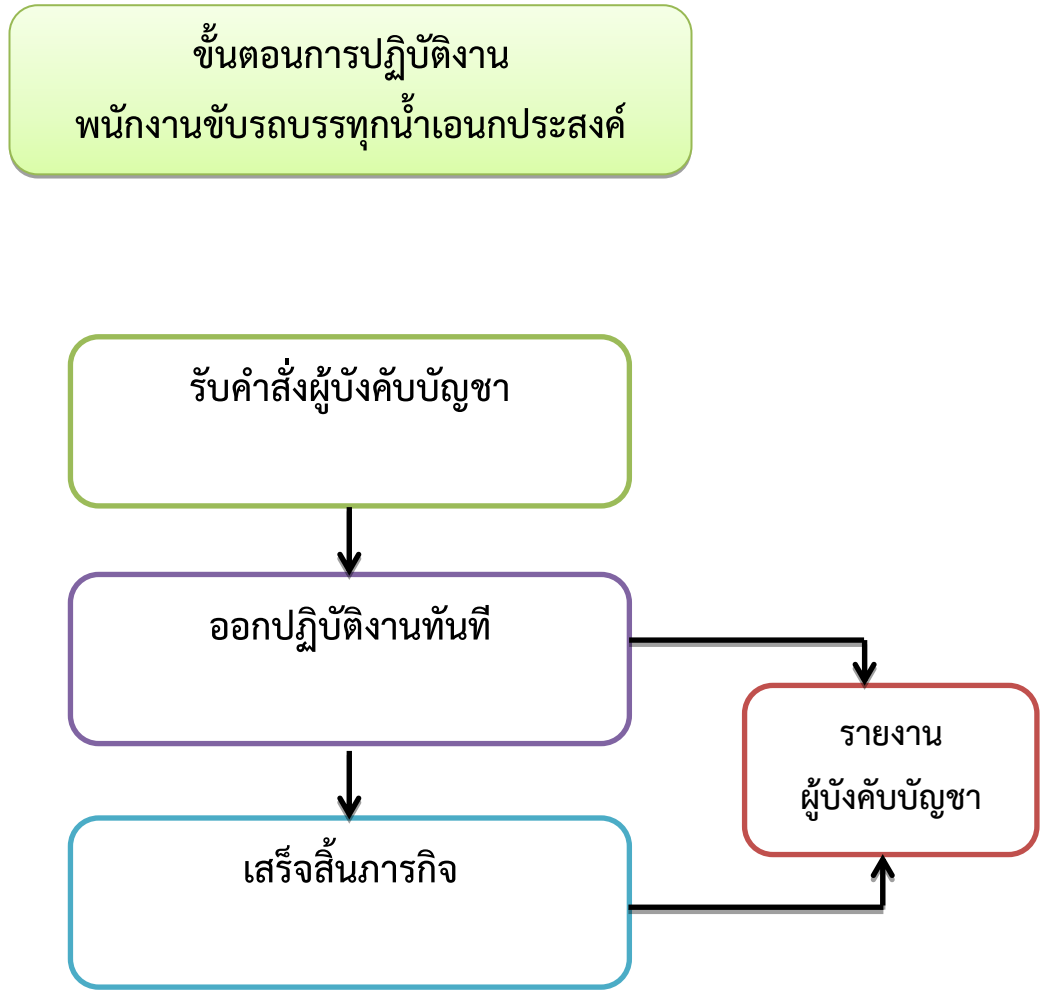 ขั้นตอนการปฏิบัติงาน
พนักงานขับรถบรรทุกน้ำเอนกประสงค์
รับคำสั่งผู้บังคับบัญชา
ออกปฏิบัติงานทันที
รายงาน
ผู้บังคับบัญชา
เสร็จสิ้นภารกิจ